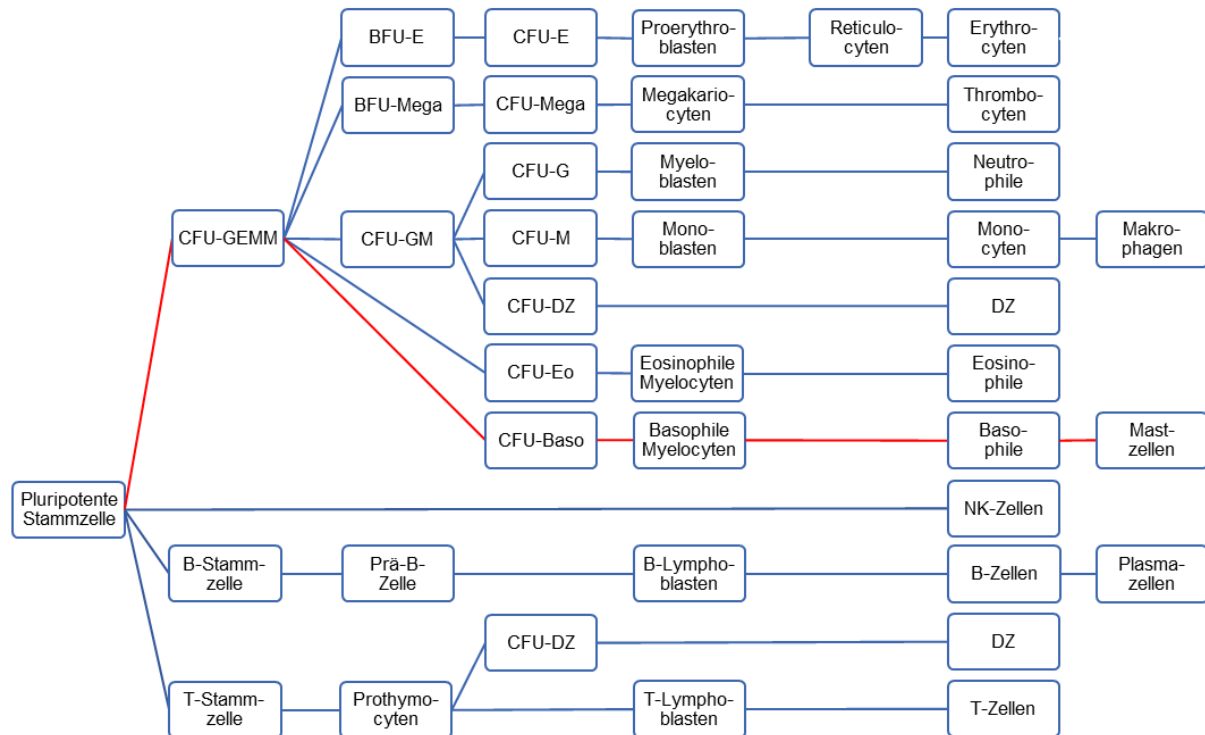 BFU-E
CFU-E
Proerythro-
blasten
Reticulo-
cyten
Erythro-
cyten
BFU-Mega
CFU-Mega
Megakario-
cyten
Thrombo-
cyten
CFU-G
Myelo-
blasten
Neutro-
phile
CFU-GEMM
CFU-GM
CFU-M
Mono-
blasten
Mono-
cyten
Makro-
phagen
CFU-DZ
DZ
CFU-Eo
Eosinophile
Myelocyten
Eosino-
phile
CFU-Baso
Basophile
Myelocyten
Baso-
phile
Mast-
zellen
Pluripotente
Stammzelle
NK-Zellen
B-Stamm-
zelle
Prä-B-
Zelle
B-Lympho-
blasten
B-Zellen
Plasma-
zellen
CFU-DZ
DZ
T-Stamm-
zelle
Prothymo-
cyten
T-Lympho-
blasten
T-Zellen